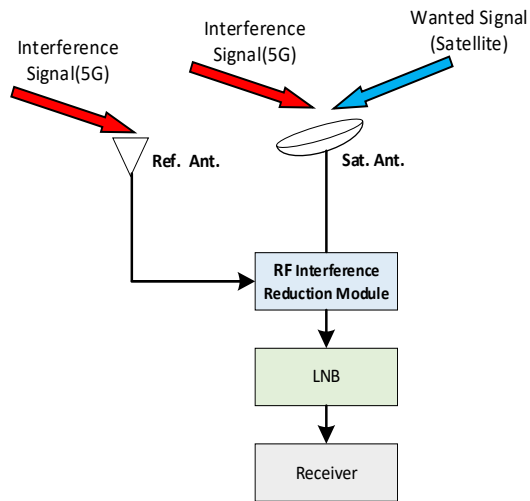 Interference
Signal(5G)
Interference
Signal(5G)
Wanted Signal
(Satellite)
Ref. Ant.
Sat. Ant.
RF Interference
Reduction Module
LNB
Receiver